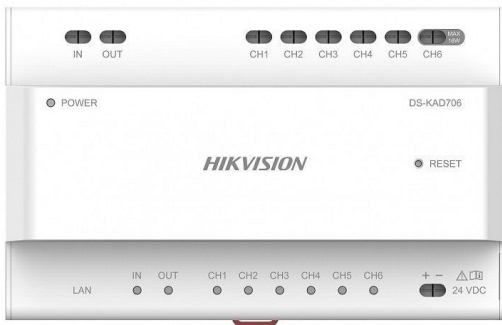 MAX
16W
IN OUT CH1 CH2 CH3 CH4 CH5 CH6
POWER DS-KAD706
HIKVISION RESET
IN OUT CH1 CH2 CH3 CH4 CH5 CH6 + −
LAN 24 VDC